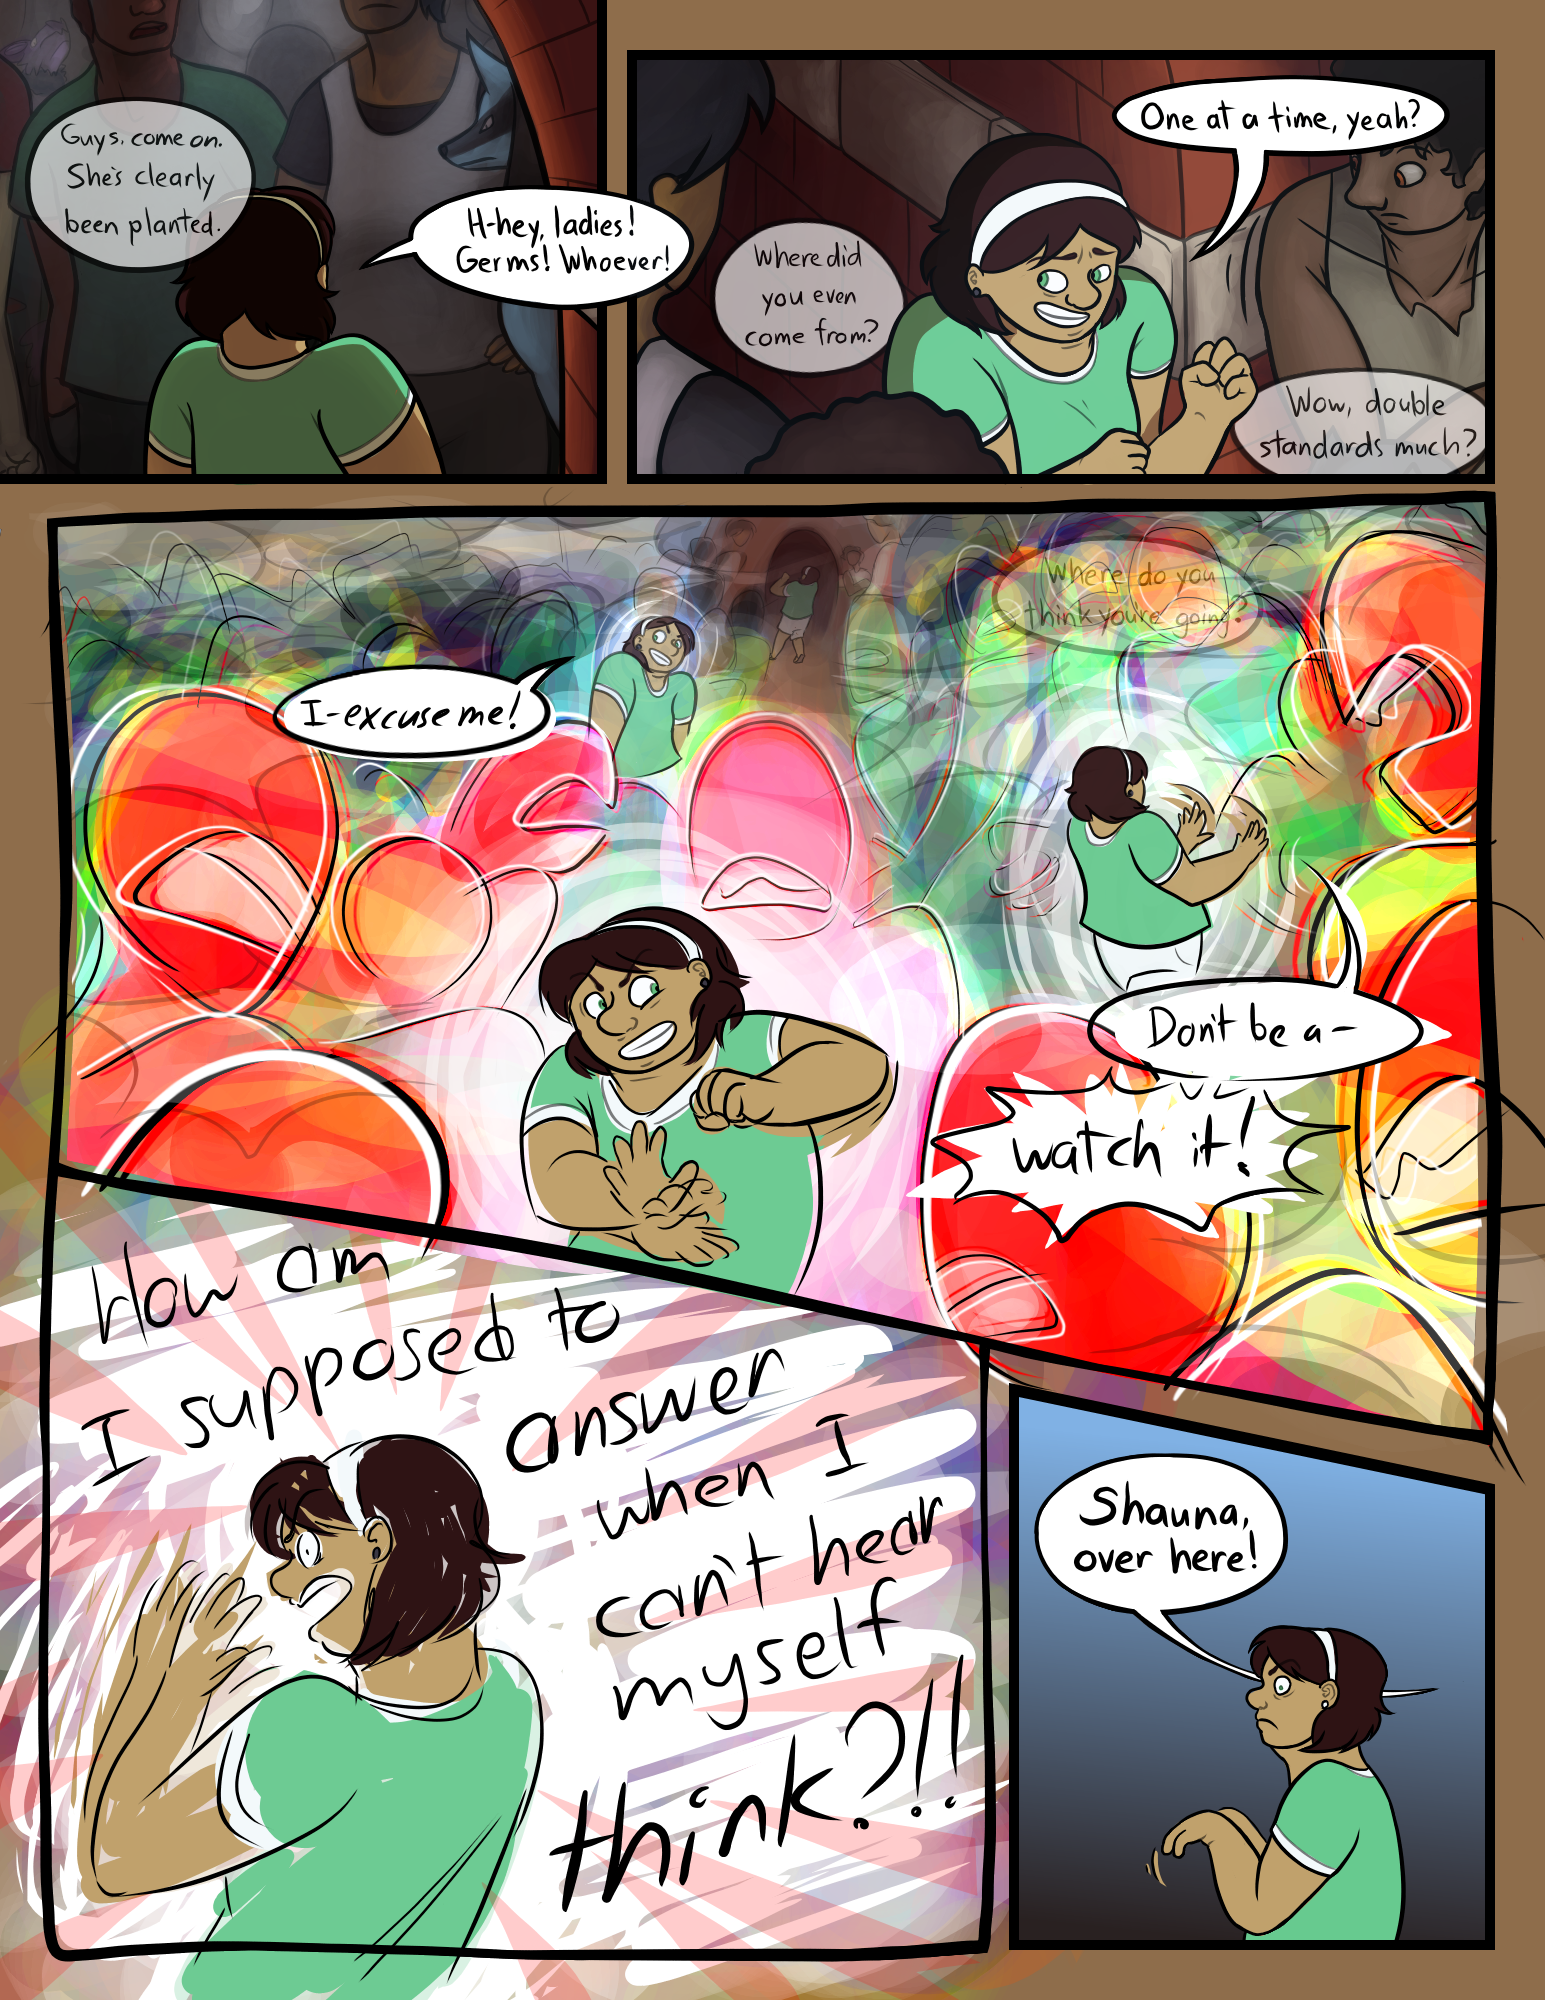 Guys, come on.
She's clearly
been planted.
H-hey, ladies!
Germs! Whoever!
One at a time, yeah?
Where did
you even
come from?
Wow, double
standards much?
Where do you
think you're going?
I-excuse me!
Don't be a-
watch it!
How am
I supposed to
answer
when I
can't hear
myself
think?!!
Shauna,
over here!